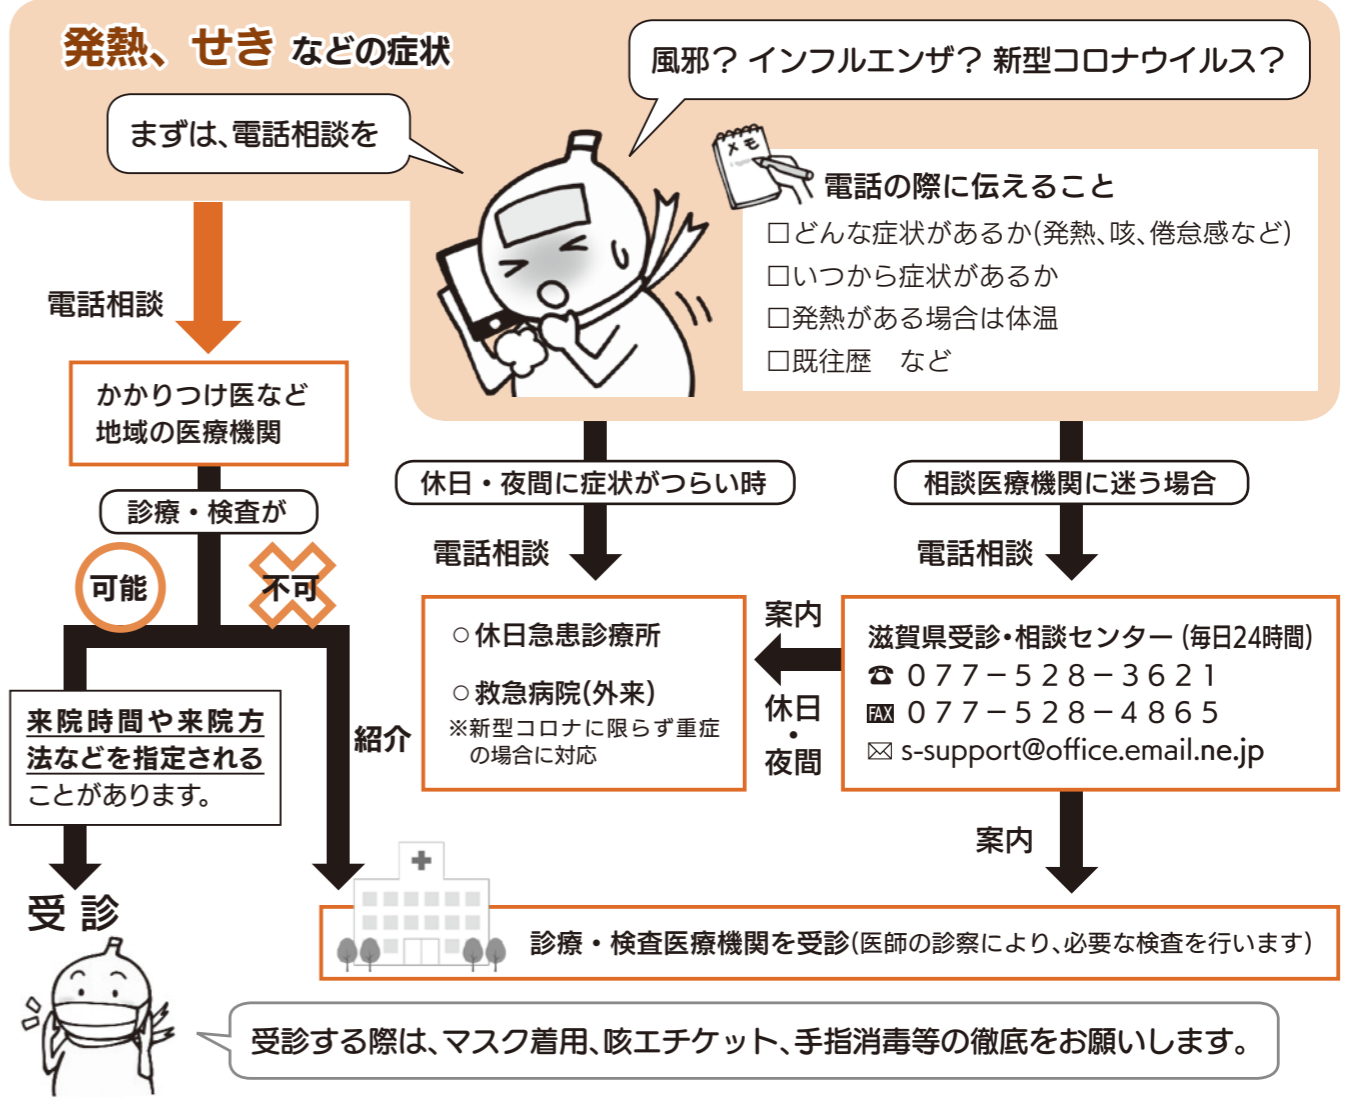 発熱、せき などの症状
風邪？ インフルエンザ？ 新型コロナウイルス？
まずは、電話相談を
メモ
電話の際に伝えること
□どんな症状があるか(発熱、咳、倦怠感など)
□いつから症状があるか
□発熱がある場合は体温
□既往歴　など
電話相談
かかりつけ医など
地域の医療機関
診療・検査が
可能
不可
来院時間や来院方
法などを指定される
ことがあります。
紹介
受診
休日・夜間に症状がつらい時
電話相談
○休日急患診療所
○救急病院(外来)
※新型コロナに限らず重症
の場合に対応
相談医療機関に迷う場合
電話相談
案内
休日・夜間
滋賀県受診・相談センター (毎日24時間)
☎ 077－528－3621
FAX 077－528－4865
✉ s-support@office.email.ne.jp
案内
診療・検査医療機関を受診(医師の診察により、必要な検査を行います)
受診する際は、マスク着用、咳エチケット、手指消毒等の徹底をお願いします。